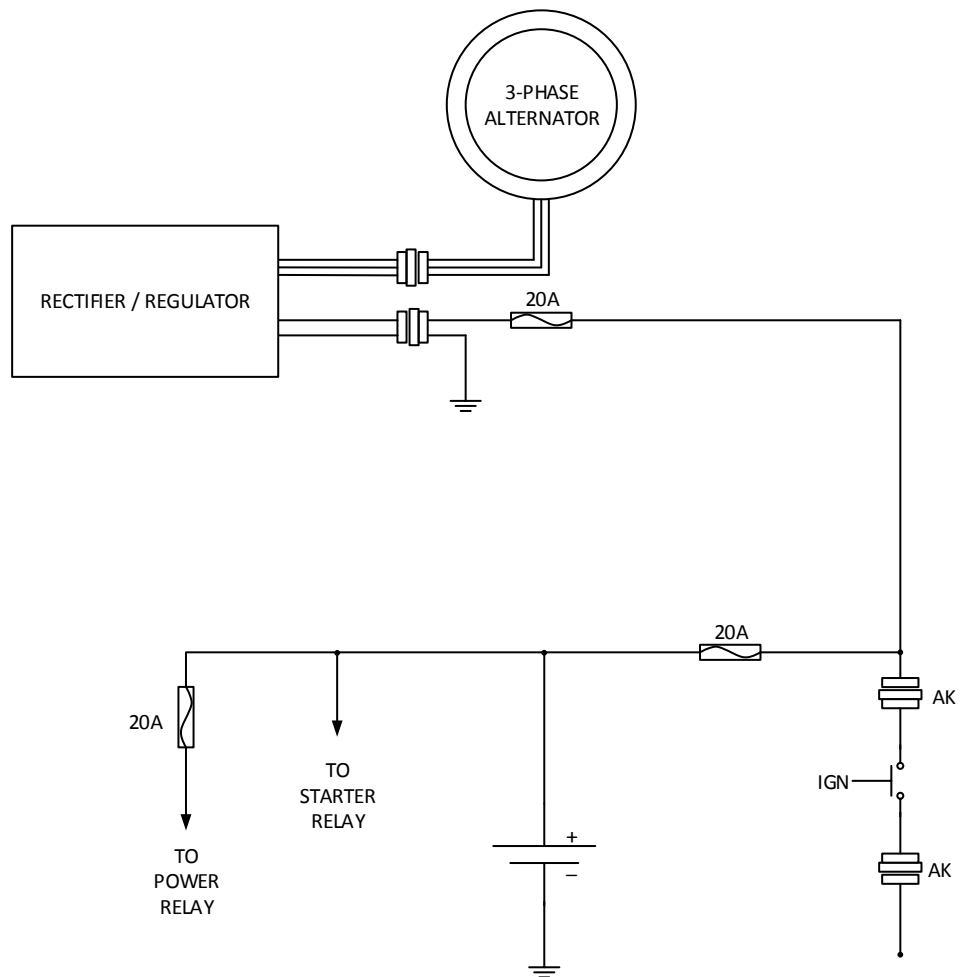 3-PHASE
ALTERNATOR
RECTIFIER / REGULATOR
20A
20A
AK
20A
TO
STARTER
RELAY
IGN
TO
POWER
RELAY
+
–
AK